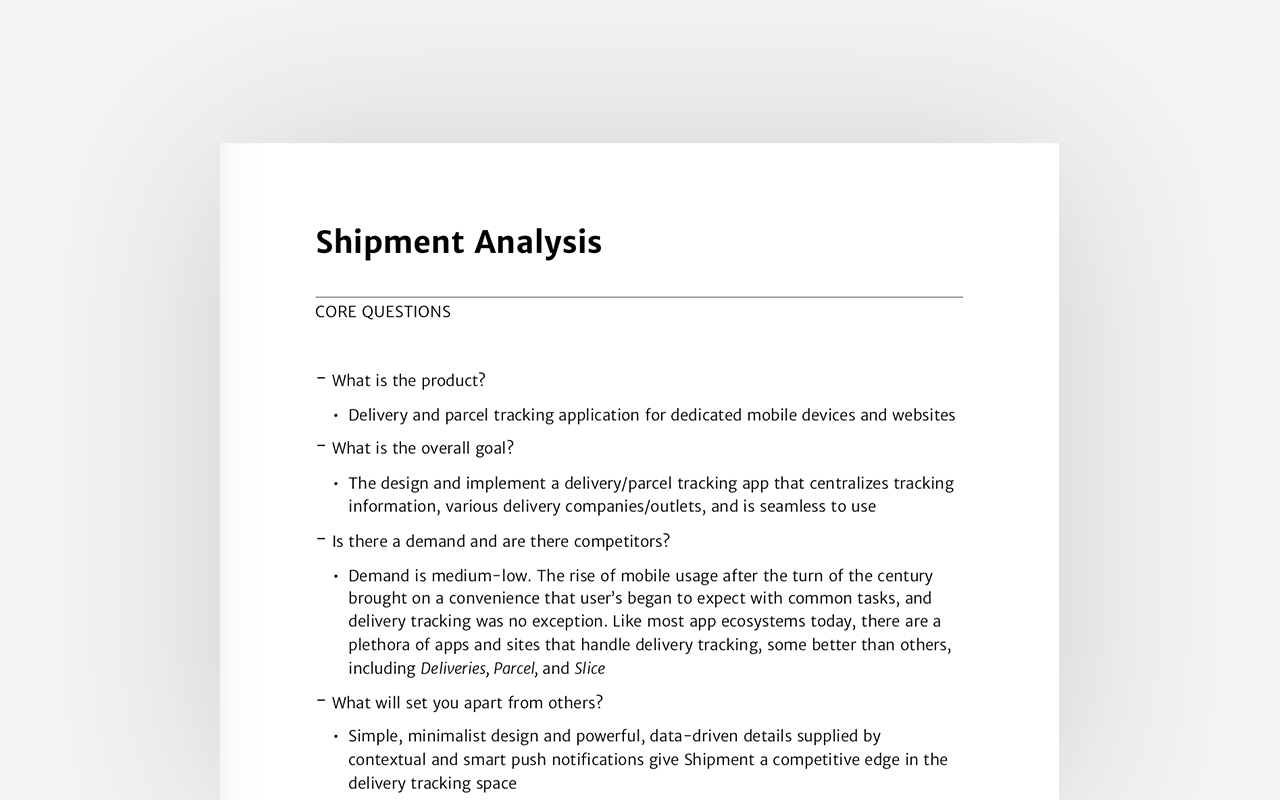 Shipment Analysis
CORE QUESTIONS
– What is the product?
• Delivery and parcel tracking application for dedicated mobile devices and websites
– What is the overall goal?
• The design and implement a delivery/parcel tracking app that centralizes tracking
information, various delivery companies/outlets, and is seamless to use
– Is there a demand and are there competitors?
• Demand is medium-low. The rise of mobile usage after the turn of the century
brought on a convenience that user’s began to expect with common tasks, and
delivery tracking was no exception. Like most app ecosystems today, there are a
plethora of apps and sites that handle delivery tracking, some better than others,
including Deliveries, Parcel, and Slice
– What will set you apart from others?
• Simple, minimalist design and powerful, data-driven details supplied by
contextual and smart push notifications give Shipment a competitive edge in the
delivery tracking space